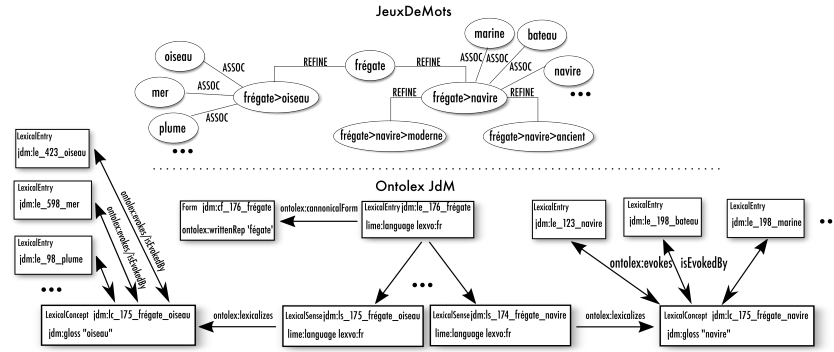 JeuxDeMots
oiseau
mer
plume
•••
ASSOC
ASSOC
ASSOC
frégate>oiseau
REFINE
frégate
REFINE
marine
bateau
navire
•••
ASSOC
ASSOC
ASSOC
frégate>navire
REFINE
REFINE
frégate>navire>moderne
frégate>navire>ancient
Ontolex JdM
LexicalEntry
jdm:le_423_oiseau
LexicalEntry
jdm:le_598_mer
LexicalEntry
jdm:le_98_plume
•••
ontolex:evokes/isEvokedBy
ontolex:evokes/isEvokedBy
Form jdm:cf_176_frégate
ontolex:writtenRep 'fégate'
ontolex:cannonicalForm
LexicalEntry jdm:le_176_frégate
lime:language lexvo:fr
•••
LexicalEntry
jdm:le_123_navire
LexicalEntry
jdm:le_198_bateau
LexicalEntry
jdm:le_198_marine
••
ontolex:evokes isEvokedBy
LexicalConcept jdm:lc_175_frégate_oiseau
jdm:gloss "oiseau"
ontolex:lexicalizes
LexicalSense jdm:ls_175_frégate_oiseau
lime:language lexvo:fr
LexicalSense jdm:ls_174_frégate_navire
lime:language lexvo:fr
ontolex:lexicalizes
LexicalConcept jdm:lc_175_frégate_navire
jdm:gloss "navire"